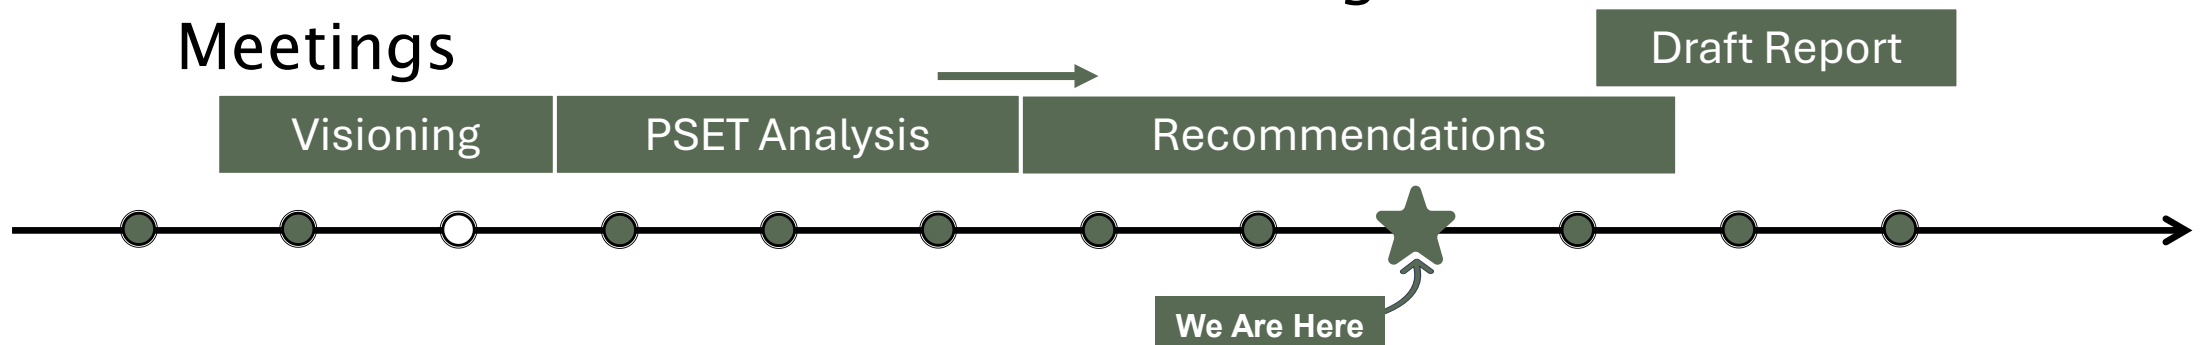 Meetings
Draft Report
Visioning
PSET Analysis
Recommendations
We Are Here